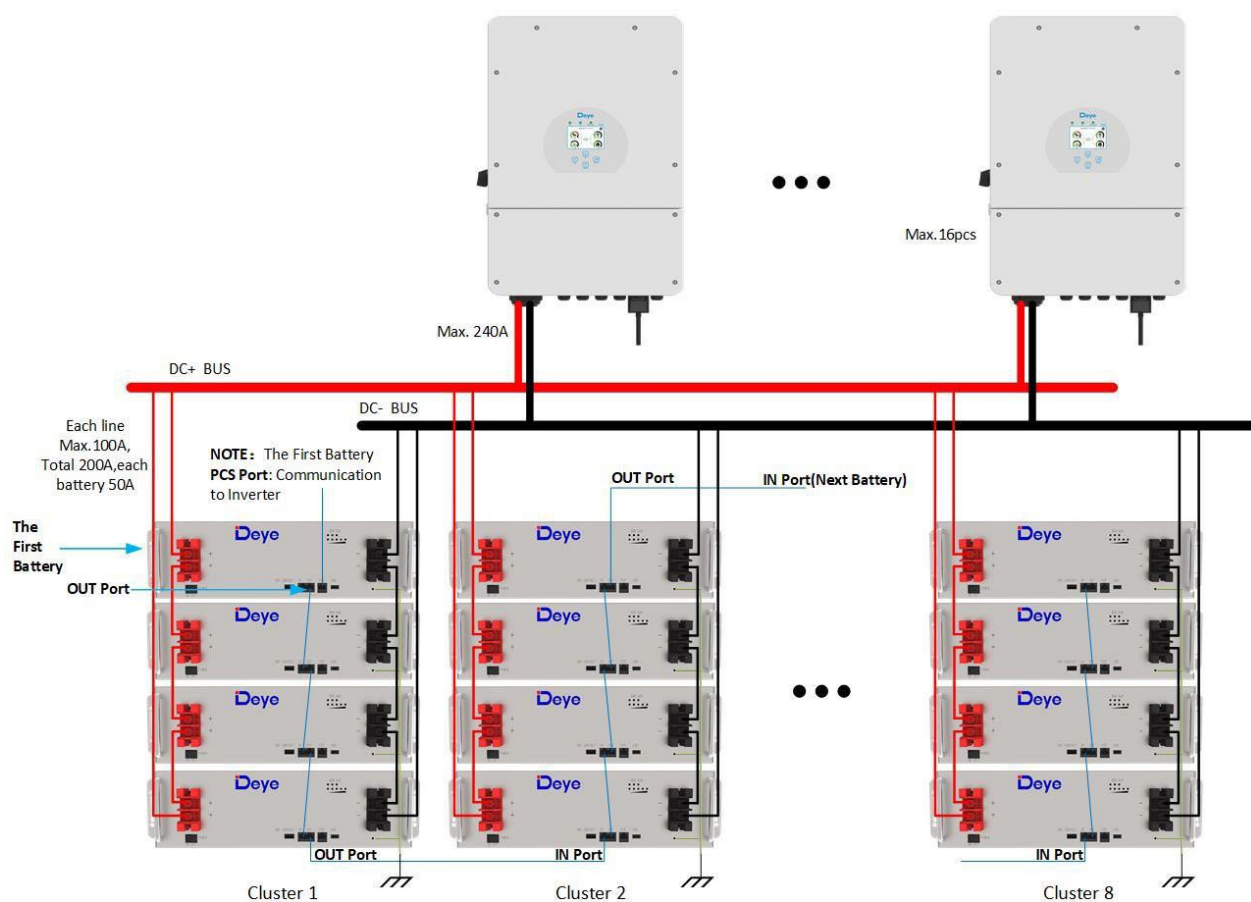 Deye
Deye
Max.16pcs
Max. 240A
DC+ BUS
DC- BUS
Each line
Max.100A,
Total 200A,each
battery 50A
NOTE： The First Battery
PCS Port: Communication
to Inverter
OUT Port
IN Port(Next Battery)
The
First
Battery
OUT Port
Deye
Deye
Deye
Deye
Deye
Deye
Deye
Deye
Deye
Deye
Deye
Deye
OUT Port
IN Port
IN Port
Cluster 1
Cluster 2
Cluster 8